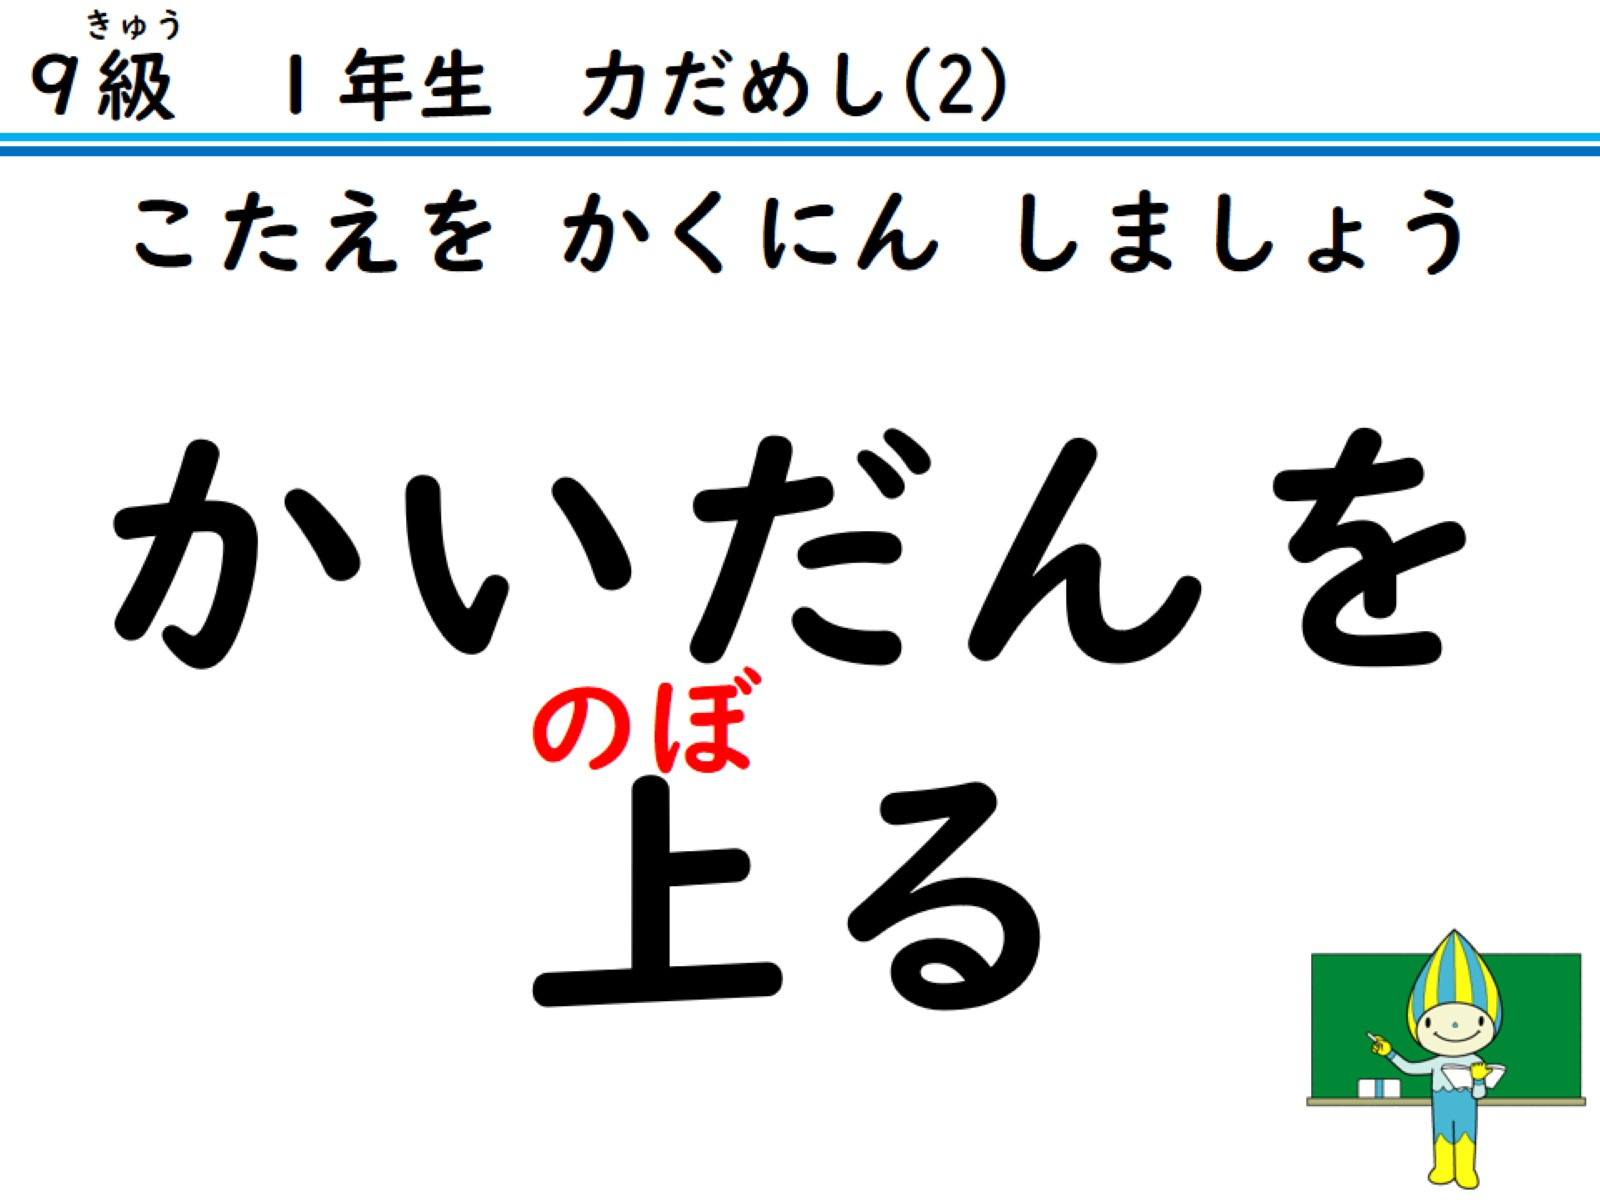 きゅう
9級 1年生 力だめし(2)
こたえを かくにん しましょう
かいだんを
のぼ
上る